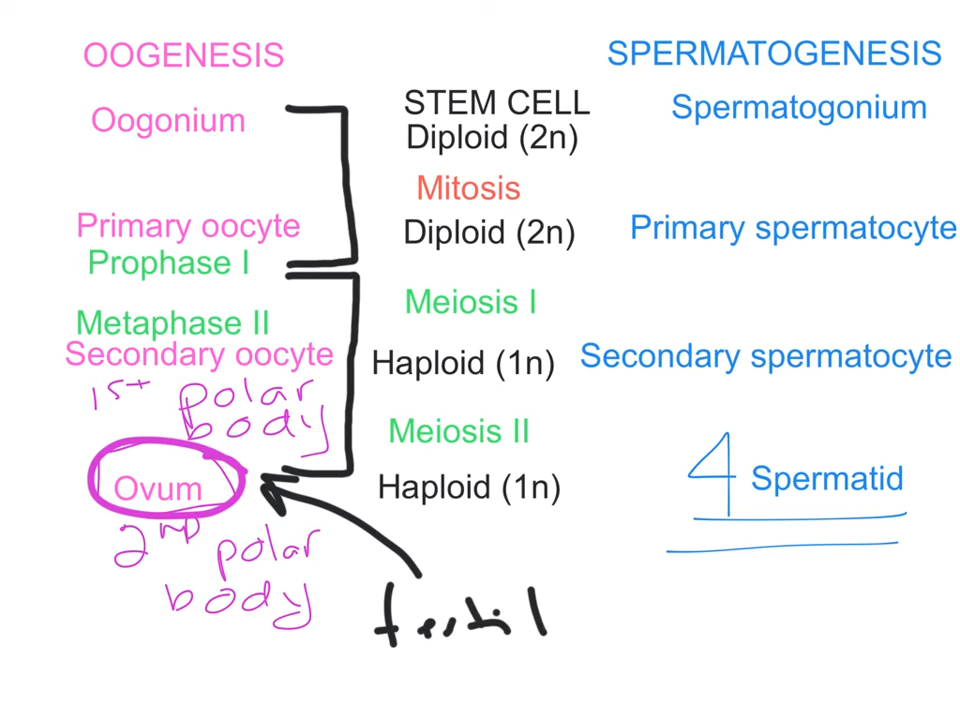 OOGENESIS
SPERMATOGENESIS
Oogonium
STEM CELL
Diploid (2n)
Spermatogonium
Mitosis
Primary oocyte
Diploid (2n)
Primary spermatocyte
Prophase I
Meiosis I
Metaphase II
Secondary oocyte
Haploid (1n)
Secondary spermatocyte
1st polar
body
Meiosis II
Ovum
Haploid (1n)
4 Spermatid
2nd polar
body
fertil